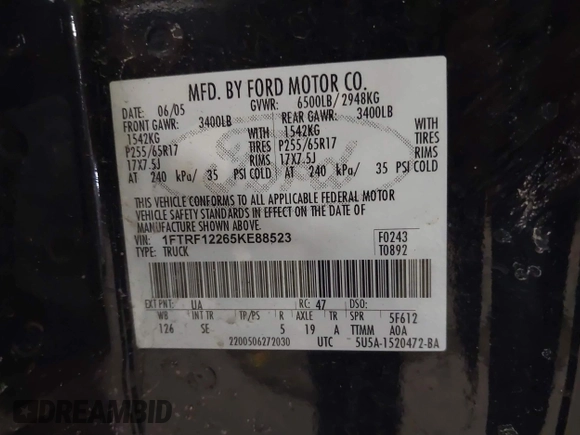 MFD. BY FORD MOTOR CO.
DATE: 06/05 GVWR: 6500LB/2948KG
FRONT GAWR: 3400LB REAR GAWR: 3400LB
1542KG WITH 1542KG WITH
P255/65R17 TIRES P255/65R17 TIRES
17X7.5J RIMS 17X7.5J RIMS
AT 240 kPa/ 35 PSI COLD AT 240 kPa/ 35 PSI COLD
THIS VEHICLE CONFORMS TO ALL APPLICABLE FEDERAL MOTOR
VEHICLE SAFETY STANDARDS IN EFFECT ON THE DATE OF
MANUFACTURE SHOWN ABOVE.
VIN: 1FTRF12265KE88523 F0243
TYPE: TRUCK T0892
EXT PNT: UA RC: 47 DSO:
WB INT TR TP/PS R AXLE TR SPR 5F612
126 SE 5 19 A TTMM AOA
2200506272030 UTC 5U5A-1520472-BA
Ford
DREAMBID